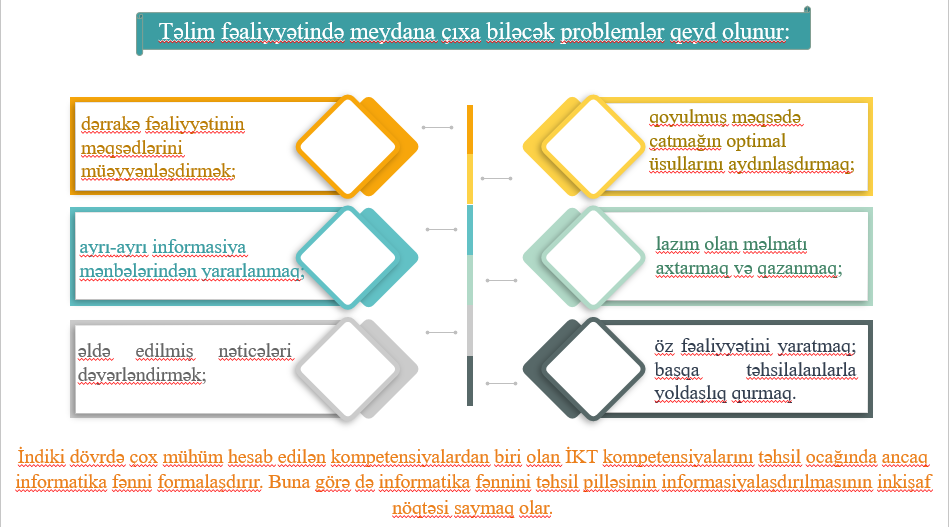 Təlim fəaliyyətində meydana çıxa biləcək problemlər qeyd olunur:
dərrakə fəaliyyətinin
məqsədlərini
müəyyənləşdirmək;
qoyulmuş məqsədə
çatmağın optimal
üsullarını aydınlaşdırmaq;
ayrı-ayrı informasiya
mənbələrindən yararlanmaq;
lazım olan məlmatı
axtarmaq və qazanmaq;
əldə edilmiş nəticələri
dəyərləndirmək;
öz fəaliyyətini yaratmaq;
başqa təhsilalanlarla
yoldaşlıq qurmaq.
İndiki dövrdə çox mühüm hesab edilən kompetensiyalardan biri olan İKT kompetensiyalarını təhsil ocağında ancaq
informatika fənni formalaşdırır. Buna görə də informatika fənnini təhsil pilləsinin informasiyalaşdırılmasının inkişaf
nöqtəsi saymaq olar.